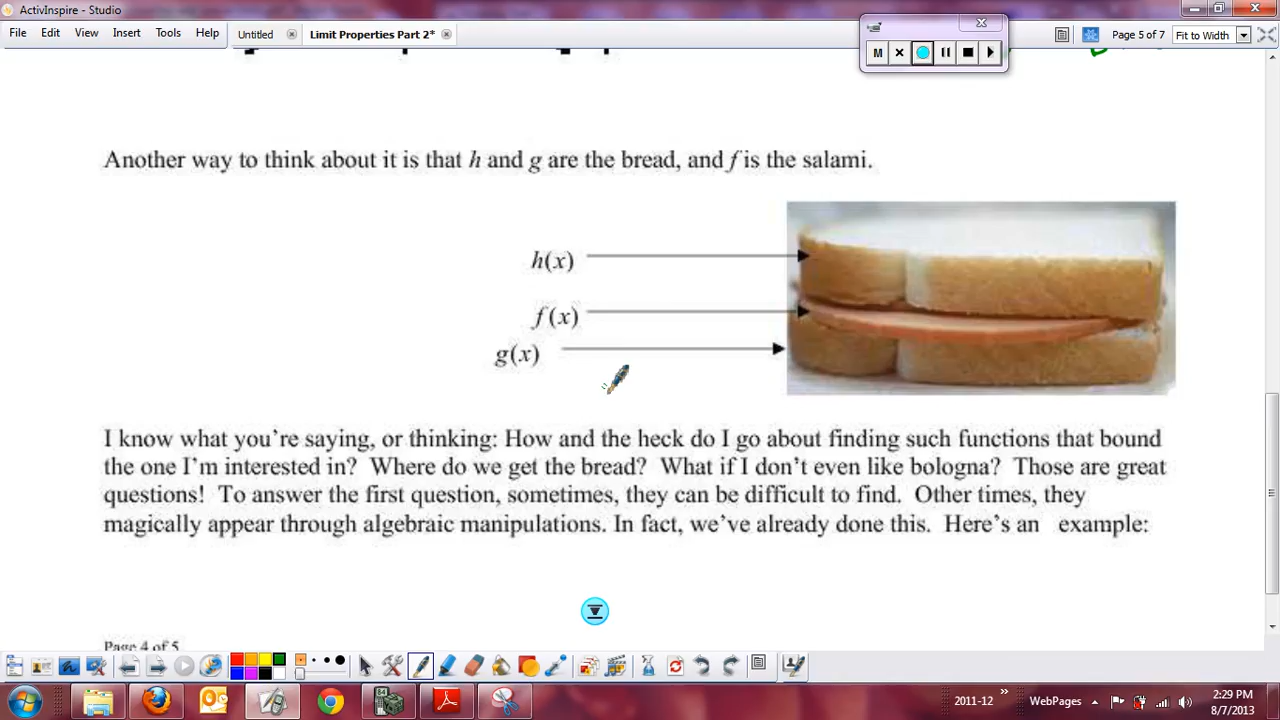 ActivInspire - Studio
File Edit View Insert Tools Help
Untitled
Limit Properties Part 2*
M
Page 5 of 7
Fit to Width
Another way to think about it is that h and g are the bread, and f is the salami.
h(x)
f(x)
g(x)
I know what you're saying, or thinking: How and the heck do I go about finding such functions that bound
the one I'm interested in? Where do we get the bread? What if I don't even like bologna? Those are great
questions! To answer the first question, sometimes, they can be difficult to find. Other times, they
magically appear through algebraic manipulations. In fact, we've already done this. Here's an example:
Page 4 of 5
2011-12
WebPages
2:29 PM
8/7/2013